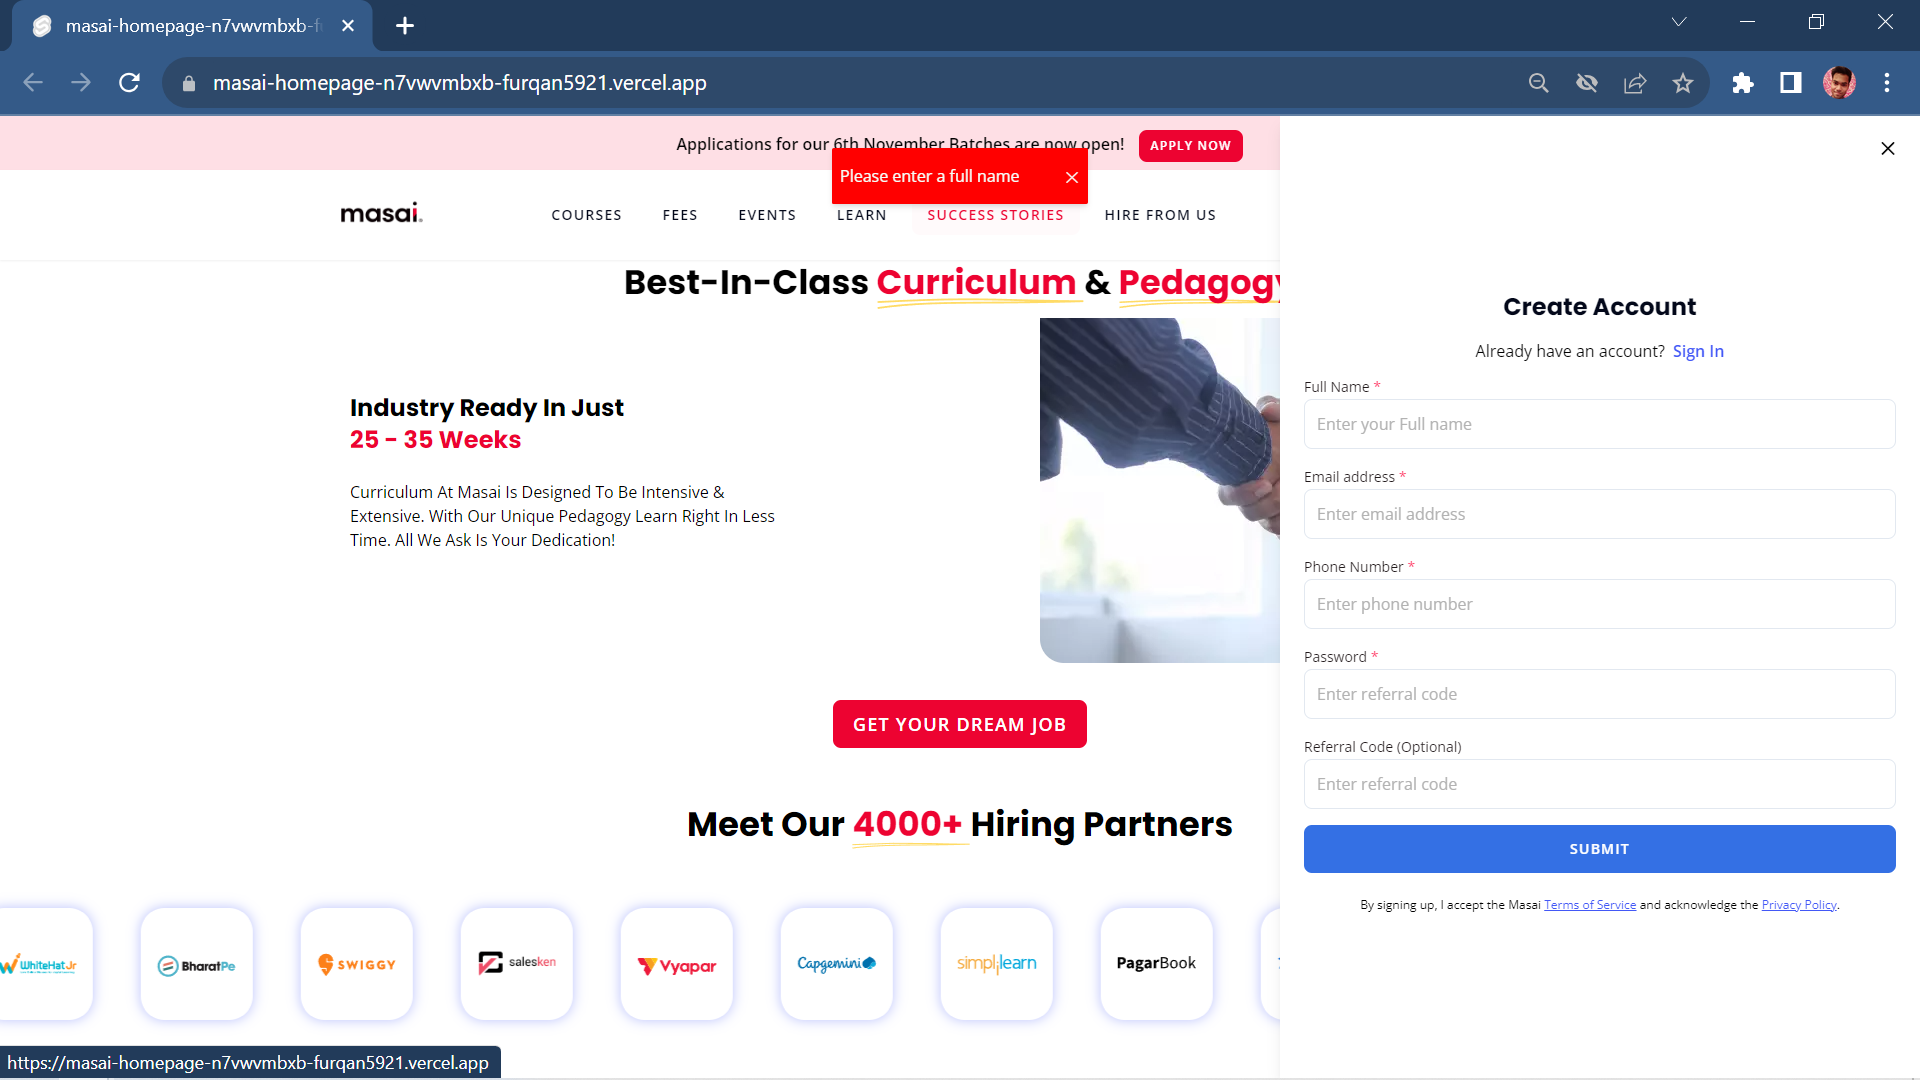 masai-homepage-n7vwvmbxb-f
masai-homepage-n7vwvmbxb-furqan5921.vercel.app
Applications for our 6th November Batches are now open! APPLY NOW
Please enter a full name
masai.
COURSES FEES EVENTS LEARN SUCCESS STORIES HIRE FROM US
Best-In-Class Curriculum & Pedagogy
Industry Ready In Just
25 - 35 Weeks
Curriculum At Masai Is Designed To Be Intensive &
Extensive. With Our Unique Pedagogy Learn Right In Less
Time. All We Ask Is Your Dedication!
GET YOUR DREAM JOB
Meet Our 4000+ Hiring Partners
WhiteHat Jr
BharatPe
SWIGGY
salesken
Vyapar
Capgemini
simplilearn
PagarBook
Create Account
Already have an account? Sign In
Full Name *
Enter your Full name
Email address *
Enter email address
Phone Number *
Enter phone number
Password *
Enter referral code
Referral Code (Optional)
Enter referral code
SUBMIT
By signing up, I accept the Masai Terms of Service and acknowledge the Privacy Policy.
https://masai-homepage-n7vwvmbxb-furqan5921.vercel.app